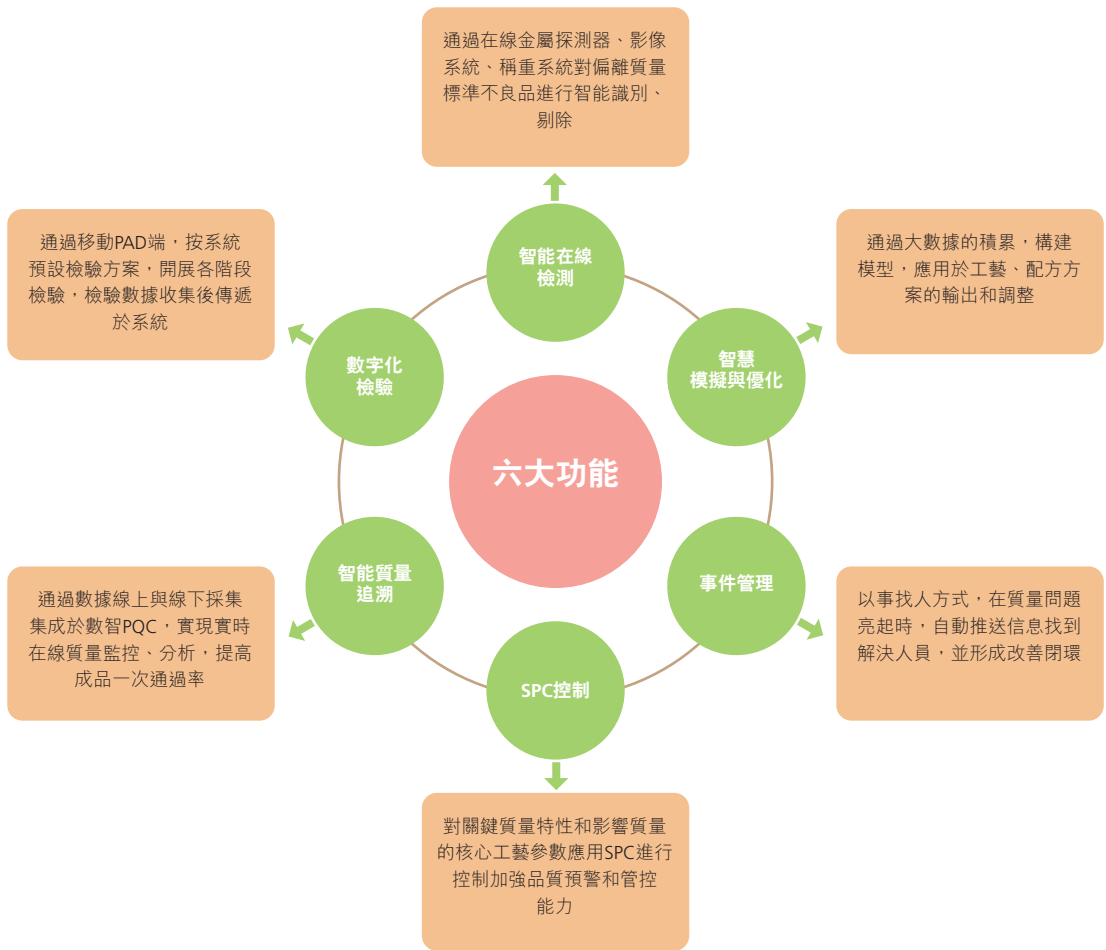 通過在線金屬探測器、影像
系統、稱重系統對偏離質量
標準不良品進行智能識別、
剔除
智能在線
檢測
通過大數據的積累，構建
模型，應用於工藝、配方方
案的輸出和調整
智慧
模擬與優化
以事找人方式，在質量問題
亮起時，自動推送信息找到
解決人員，並形成改善閉環
事件管理
SPC控制
對關鍵質量特性和影響質量
的核心工藝參數應用SPC進行
控制加強品質預警和管控
能力
智能質量
追溯
通過數據線上與線下採集
集成於數智PQC，實現實時
在線質量監控、分析，提高
成品一次通過率
數字化
檢驗
通過移動PAD端，按系統
預設檢驗方案，開展各階段
檢驗，檢驗數據收集後傳遞
於系統
六大功能